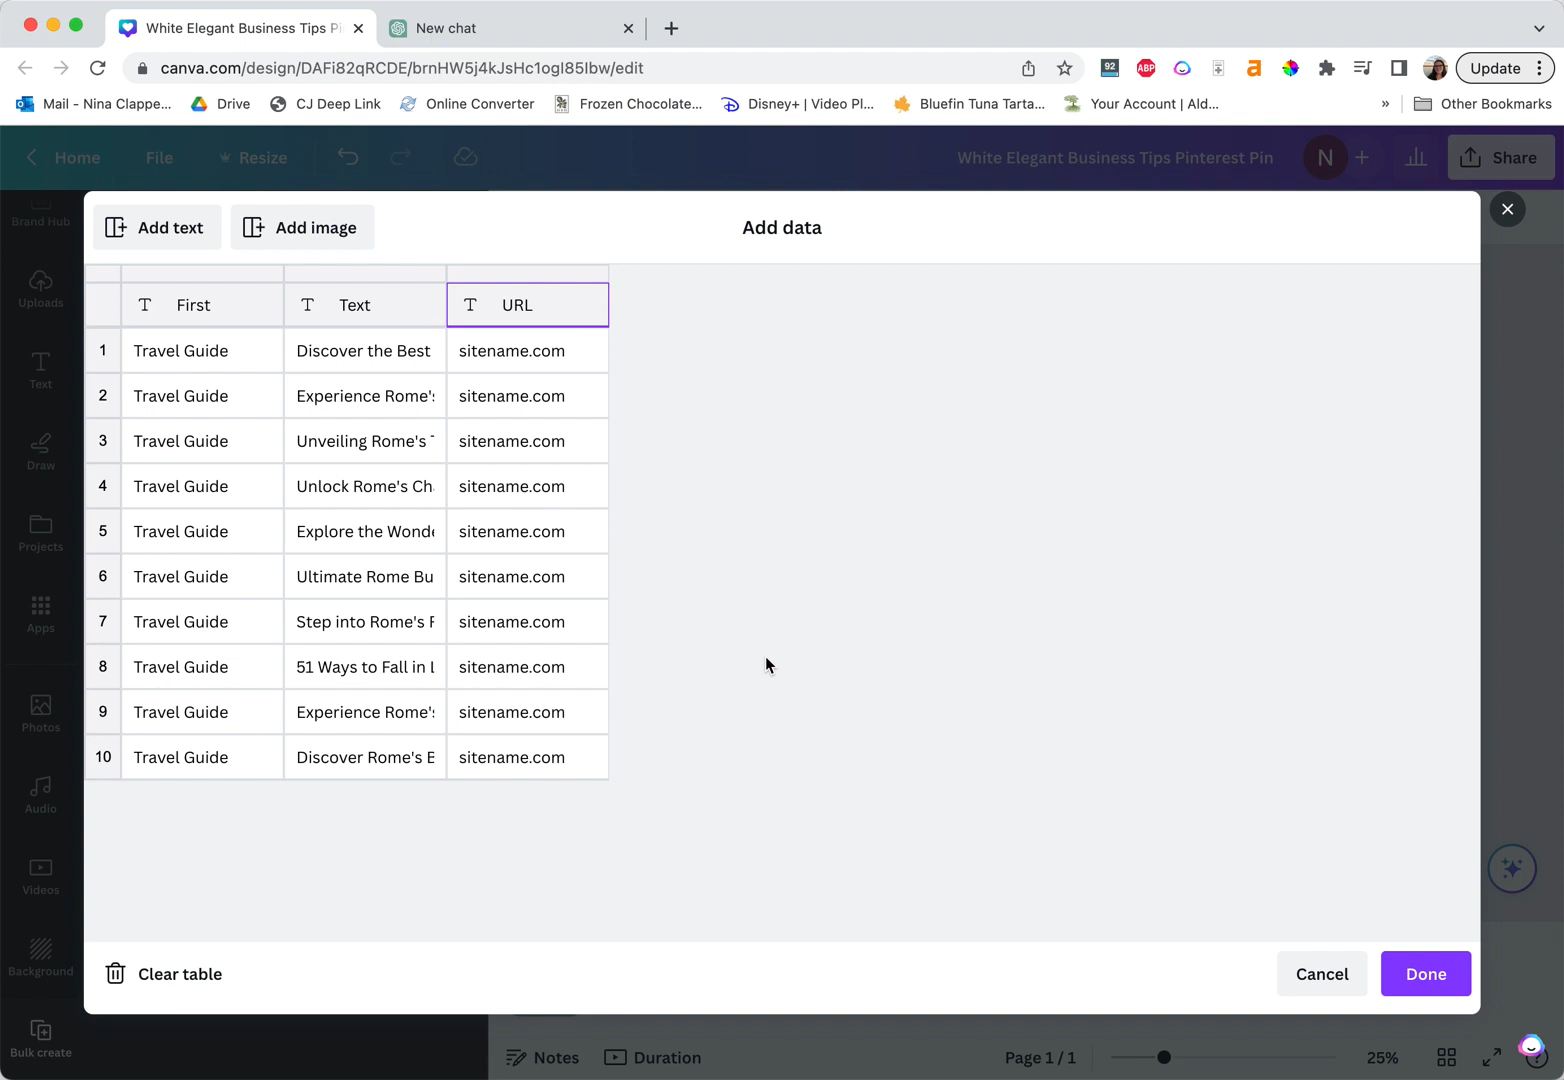 White Elegant Business Tips Pi
New chat
canva.com/design/DAFi82qRCDE/brnHW5j4kJsHc1ogI85Ibw/edit
92
ABP
Update
Mail - Nina Clappe...
Drive
CJ Deep Link
Online Converter
Frozen Chocolate...
Disney+ | Video Pl...
Bluefin Tuna Tarta...
Your Account | Ald...
»
Other Bookmarks
Home
File
Resize
White Elegant Business Tips Pinterest Pin
N
Share
Brand Hub
Uploads
Text
Draw
Projects
Apps
Photos
Audio
Videos
Background
Bulk create
Add text
Add image
Add data
First Text URL
1 Travel Guide Discover the Best sitename.com
2 Travel Guide Experience Rome's sitename.com
3 Travel Guide Unveiling Rome's sitename.com
4 Travel Guide Unlock Rome's Ch sitename.com
5 Travel Guide Explore the Wonde sitename.com
6 Travel Guide Ultimate Rome Bu sitename.com
7 Travel Guide Step into Rome's sitename.com
8 Travel Guide 51 Ways to Fall in sitename.com
9 Travel Guide Experience Rome's sitename.com
10 Travel Guide Discover Rome's sitename.com
Clear table
Cancel
Done
Notes
Duration
Page 1 / 1
25%